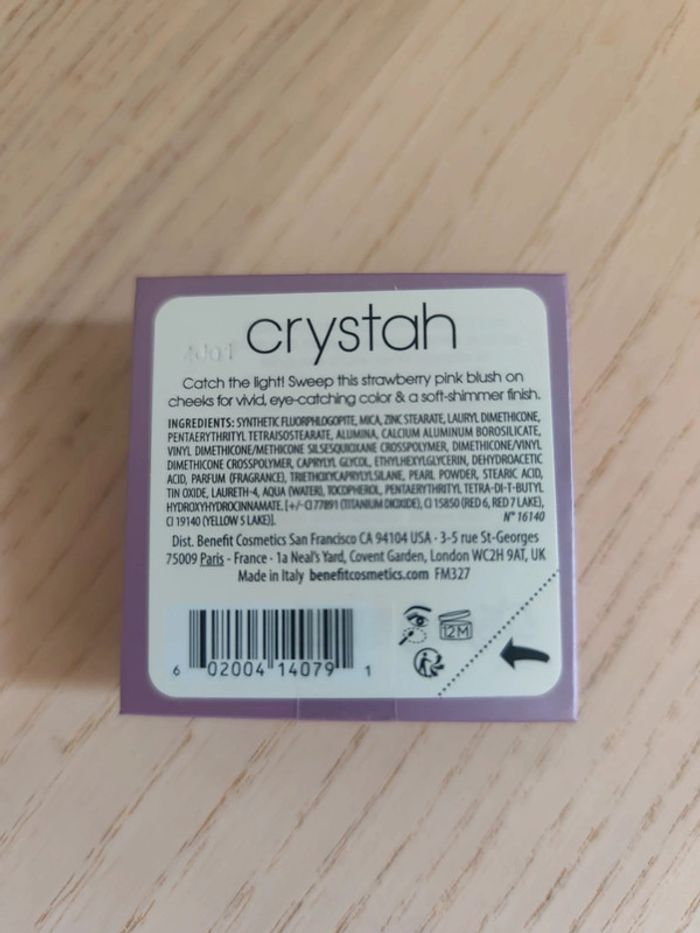 crystah
Catch the light! Sweep this strawberry pink blush on
cheeks for vivid, eye-catching color & a soft-shimmer finish.
INGREDIENTS: SYNTHETIC FLUORPHLOGOPITE, MICA, ZINC STEARATE, LAURYL DIMETHICONE,
PENTAERYTHRITYL TETRAISOSTEARATE, ALUMINA, CALCIUM ALUMINUM BOROSILICATE,
VINYL DIMETHICONE/METHICONE SILSESQUIOXANE CROSSPOLYMER, DIMETHICONE/VINYL
DIMETHICONE CROSSPOLYMER, CAPRYLYL GLYCOL, ETHYLHEXYLGLYCERIN, DEHYDROACETIC
ACID, PARFUM (FRAGRANCE), TRIETHOXYCAPRYLYLSILANE, PEARL POWDER, STEARIC ACID,
TIN OXIDE, LAURETH-4, AQUA (WATER), TOCOPHEROL, PENTAERYTHRITYL TETRA-DI-T-BUTYL
HYDROXYHYDROCINNAMATE. [+/- CI 77891 (TITANIUM DIOXIDE), CI 15850 (RED 6, RED 7 LAKE),
CI 19140 (YELLOW 5 LAKE)]. N° 16140
Dist. Benefit Cosmetics San Francisco CA 94104 USA · 3-5 rue St-Georges
75009 Paris - France · 1a Neal's Yard, Covent Garden, London WC2H 9AT, UK
Made in Italy benefitcosmetics.com FM327
12M
6 02004 14079 1